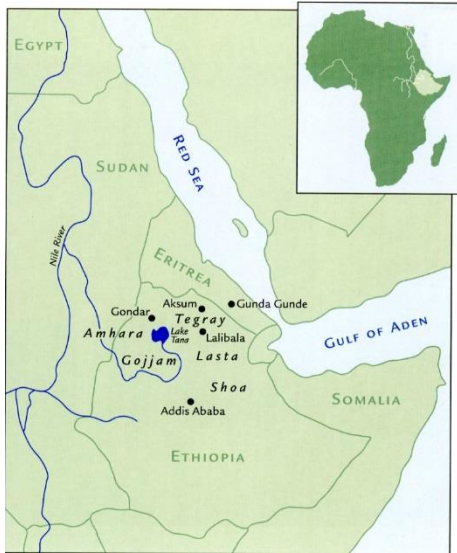 EGYPT
RED SEA
SUDAN
Nile River
ERITREA
Aksum
Gunda Gunde
Gondar
Tegray
Amhara
Lake
Tana
Lalibala
GULF OF ADEN
Gojjam
Lasta
Shoa
SOMALIA
Addis Ababa
ETHIOPIA